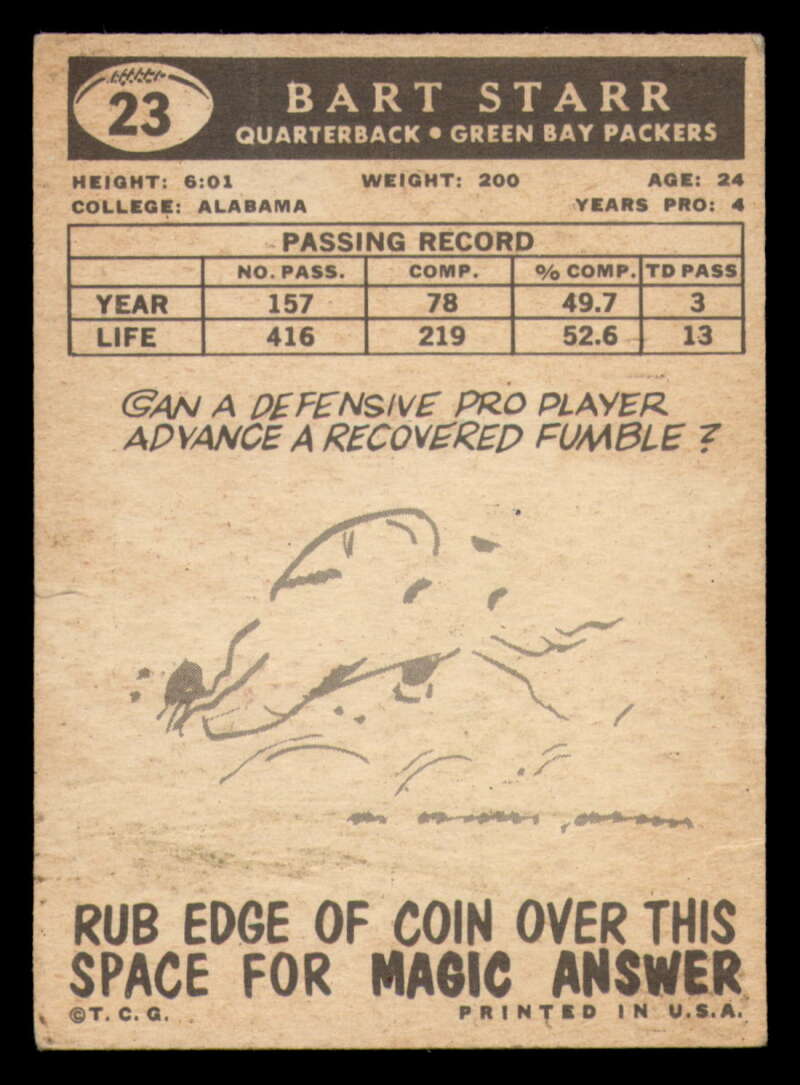 23
BART STARR
QUARTERBACK • GREEN BAY PACKERS
HEIGHT: 6:01 WEIGHT: 200 AGE: 24
COLLEGE: ALABAMA YEARS PRO: 4
PASSING RECORD
NO. PASS. COMP. % COMP. TD PASS
YEAR 157 78 49.7 3
LIFE 416 219 52.6 13
CAN A DEFENSIVE PRO PLAYER
ADVANCE A RECOVERED FUMBLE?
RUB EDGE OF COIN OVER THIS
SPACE FOR MAGIC ANSWER
©T.C.G. PRINTED IN U.S.A.